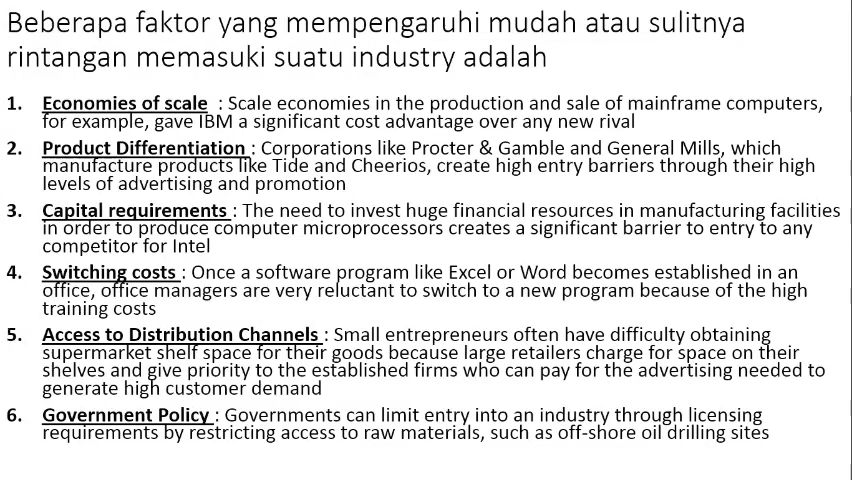 Beberapa faktor yang mempengaruhi mudah atau sulitnya
rintangan memasuki suatu industry adalah
1. Economies of scale : Scale economies in the production and sale of mainframe computers,
for example, gave IBM a significant cost advantage over any new rival
2. Product Differentiation : Corporations like Procter & Gamble and General Mills, which
manufacture products like Tide and Cheerios, create high entry barriers through their high
levels of advertising and promotion
3. Capital requirements : The need to invest huge financial resources in manufacturing facilities
in order to produce computer microprocessors creates a significant barrier to entry to any
competitor for Intel
4. Switching costs : Once a software program like Excel or Word becomes established in an
office, office managers are very reluctant to switch to a new program because of the high
training costs
5. Access to Distribution Channels : Small entrepreneurs often have difficulty obtaining
supermarket shelf space for their goods because large retailers charge for space on their
shelves and give priority to the established firms who can pay for the advertising needed to
generate high customer demand
6. Government Policy : Governments can limit entry into an industry through licensing
requirements by restricting access to raw materials, such as off-shore oil drilling sites